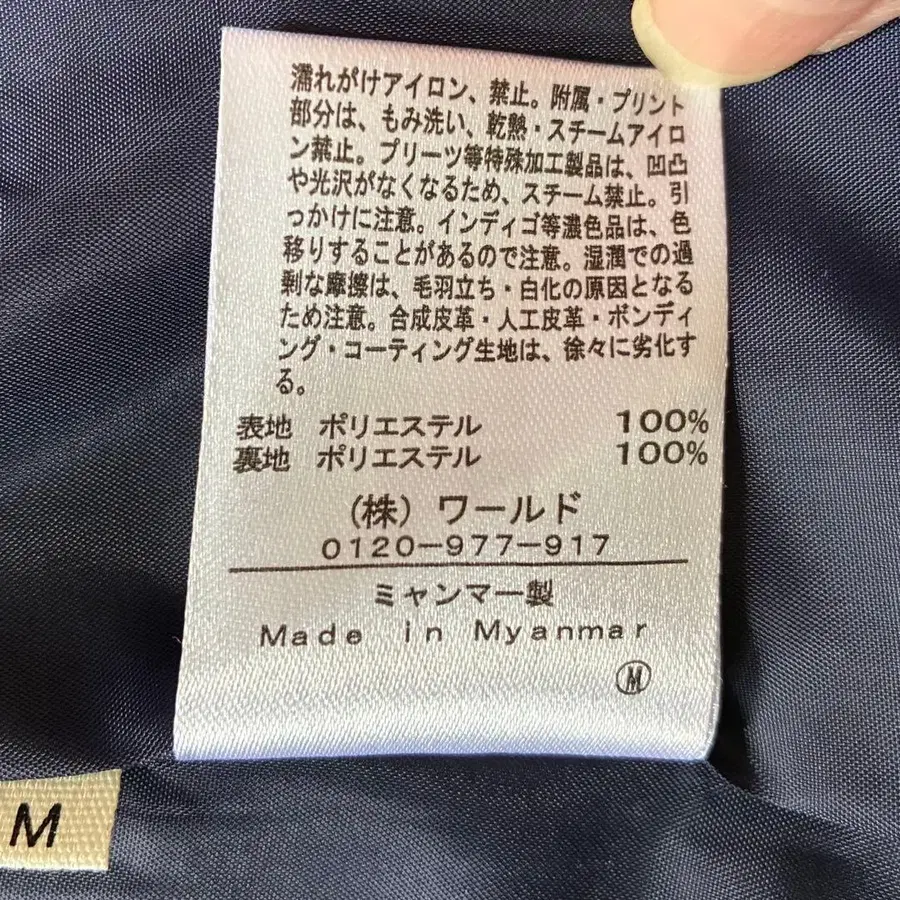 濡れがけアイロン、禁止。附属・プリント
部分は、もみ洗い、乾熱・スチームアイロ
ン禁止。プリーツ等特殊加工製品は、凹凸
や光沢がなくなるため、スチーム禁止。引
っかけに注意。インディゴ等濃色品は、色
移りすることがあるので注意。湿潤での過
剰な摩擦は、毛羽立ち・白化の原因となる
ため注意。合成皮革・人工皮革・ボンディ
ング・コーティング生地は、徐々に劣化す
る。
表地 ポリエステル 100%
裏地 ポリエステル 100%
(株) ワールド
0120-977-917
ミャンマー製
Made in Myanmar
Ⓜ
M